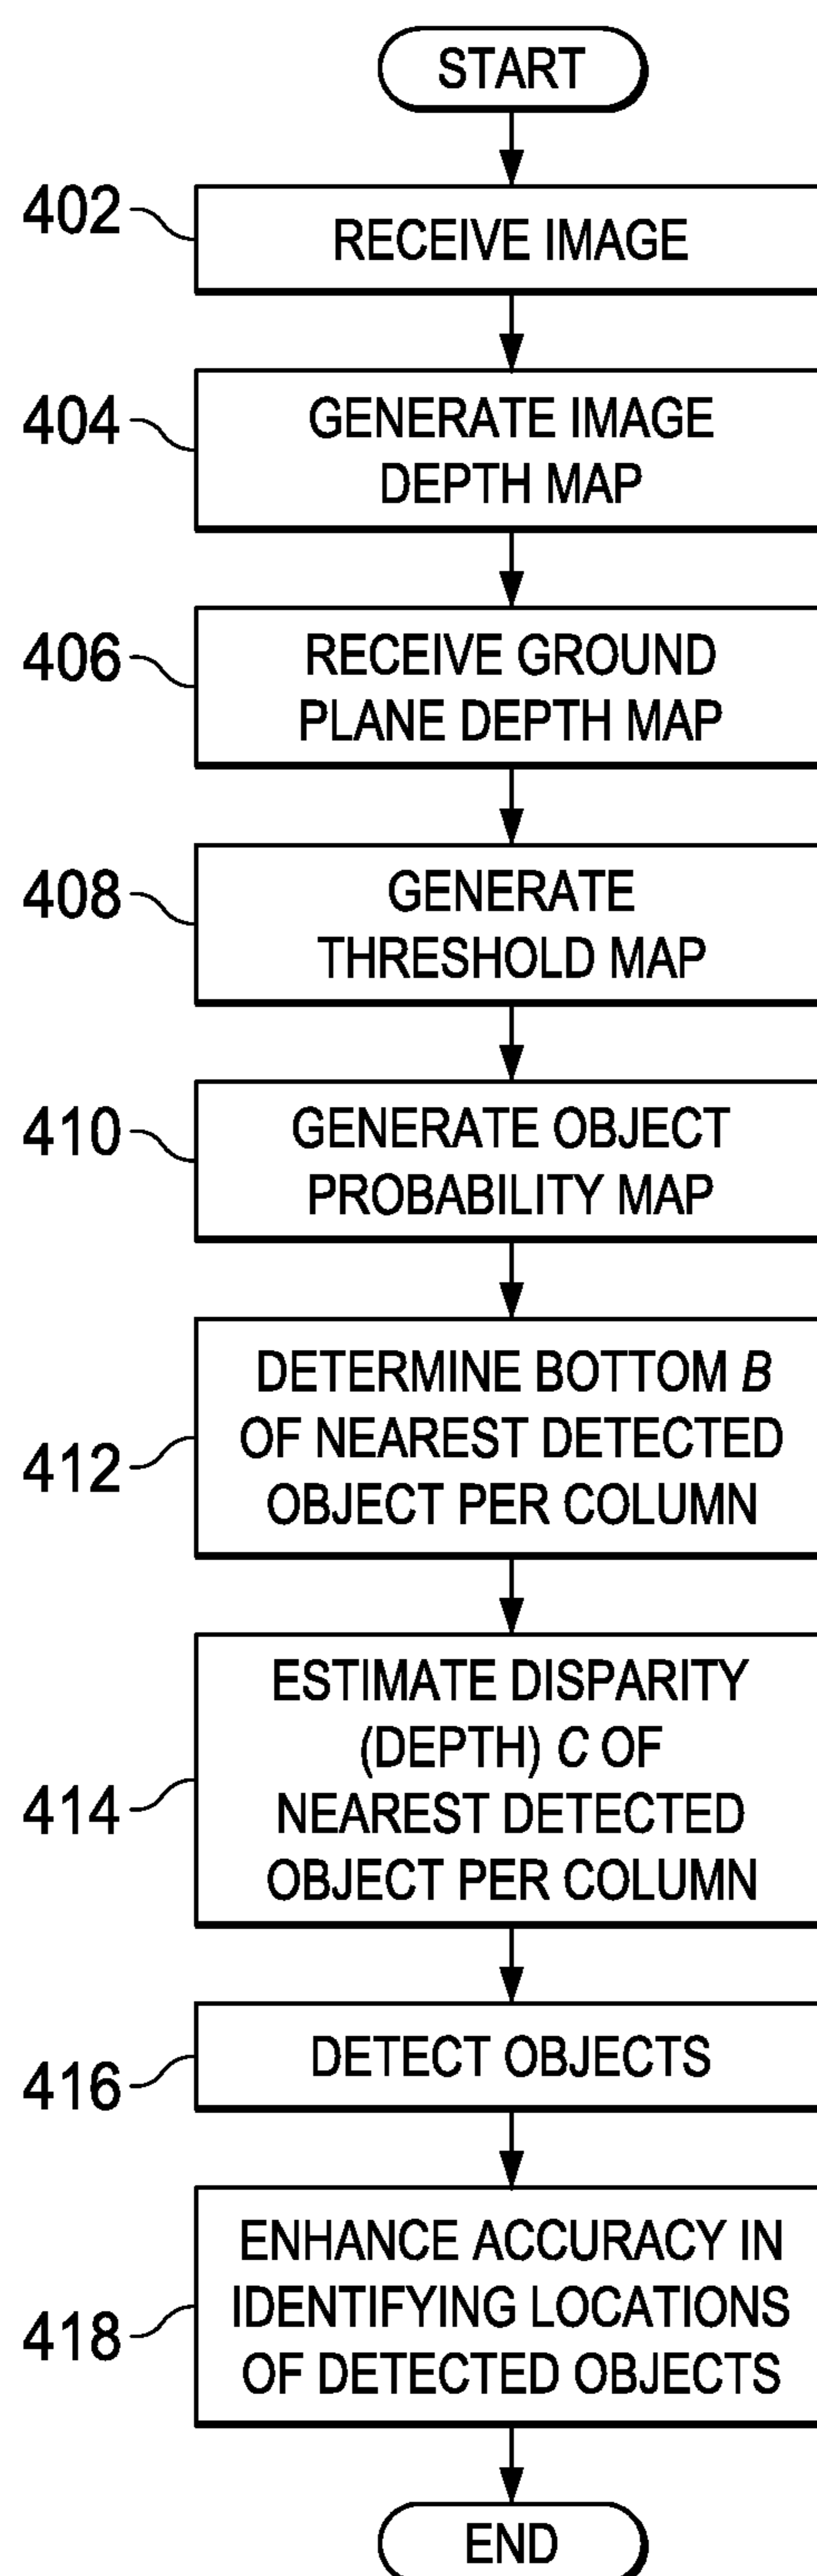 START
402
RECEIVE IMAGE
404
GENERATE IMAGE
DEPTH MAP
406
RECEIVE GROUND
PLANE DEPTH MAP
408
GENERATE
THRESHOLD MAP
410
GENERATE OBJECT
PROBABILITY MAP
412
DETERMINE BOTTOM B
OF NEAREST DETECTED
OBJECT PER COLUMN
414
ESTIMATE DISPARITY
(DEPTH) C OF
NEAREST DETECTED
OBJECT PER COLUMN
416
DETECT OBJECTS
418
ENHANCE ACCURACY IN
IDENTIFYING LOCATIONS
OF DETECTED OBJECTS
END